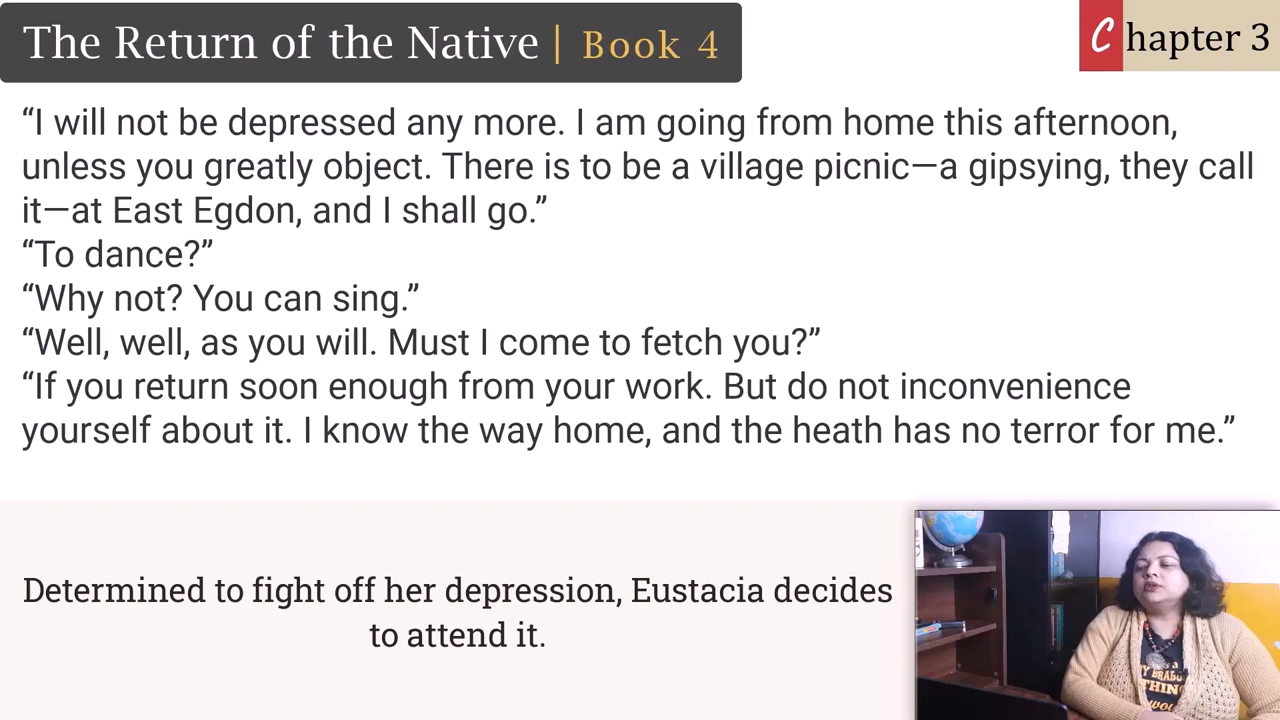 The Return of the Native | Book 4
Chapter 3
“I will not be depressed any more. I am going from home this afternoon,
unless you greatly object. There is to be a village picnic—a gipsying, they call
it—at East Egdon, and I shall go.”
“To dance?”
“Why not? You can sing.”
“Well, well, as you will. Must I come to fetch you?”
“If you return soon enough from your work. But do not inconvenience
yourself about it. I know the way home, and the heath has no terror for me.”
Determined to fight off her depression, Eustacia decides
to attend it.